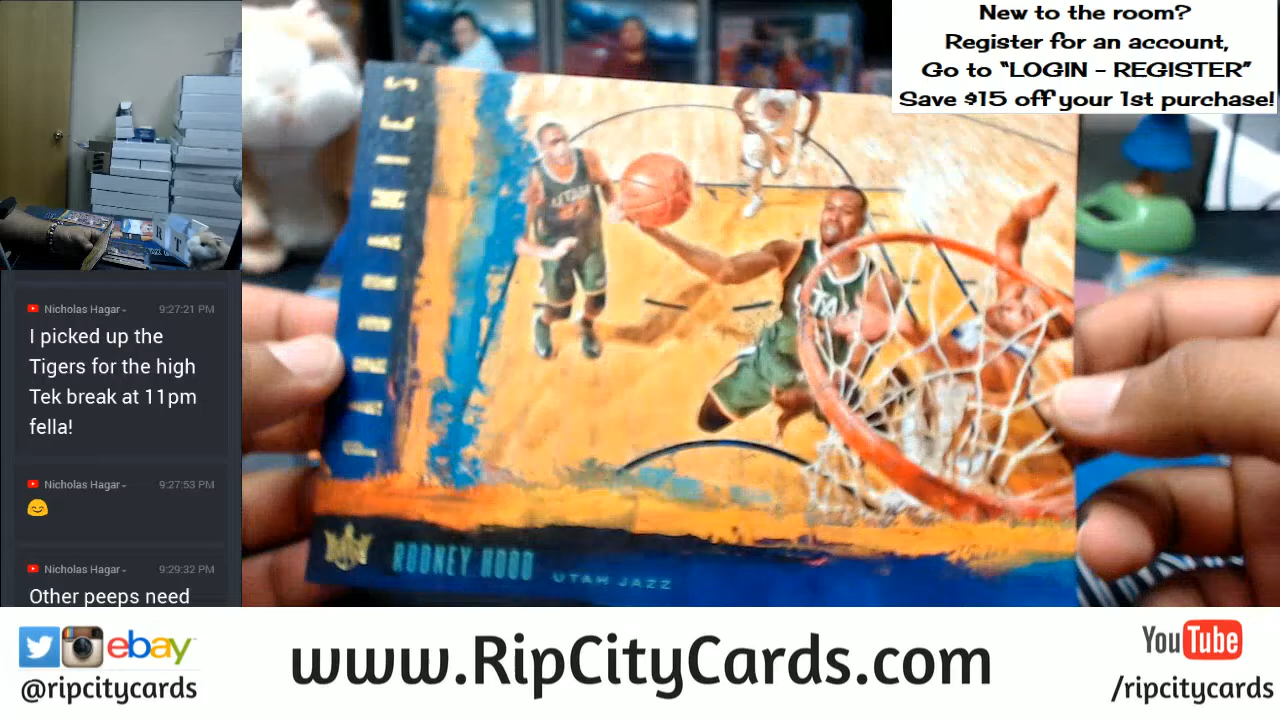 New to the room?
Register for an account,
Go to "LOGIN - REGISTER"
Save $15 off your 1st purchase!
PANORAMICS
UTAH
UTAH
RODNEY HOOD UTAH JAZZ
Nicholas Hagar 9:27:21 PM
I picked up the
Tigers for the high
Tek break at 11pm
fella!
Nicholas Hagar 9:27:53 PM
😊
Nicholas Hagar 9:29:32 PM
Other peeps need
ebay
@ripcitycards
www.RipCityCards.com
YouTube
/ripcitycards